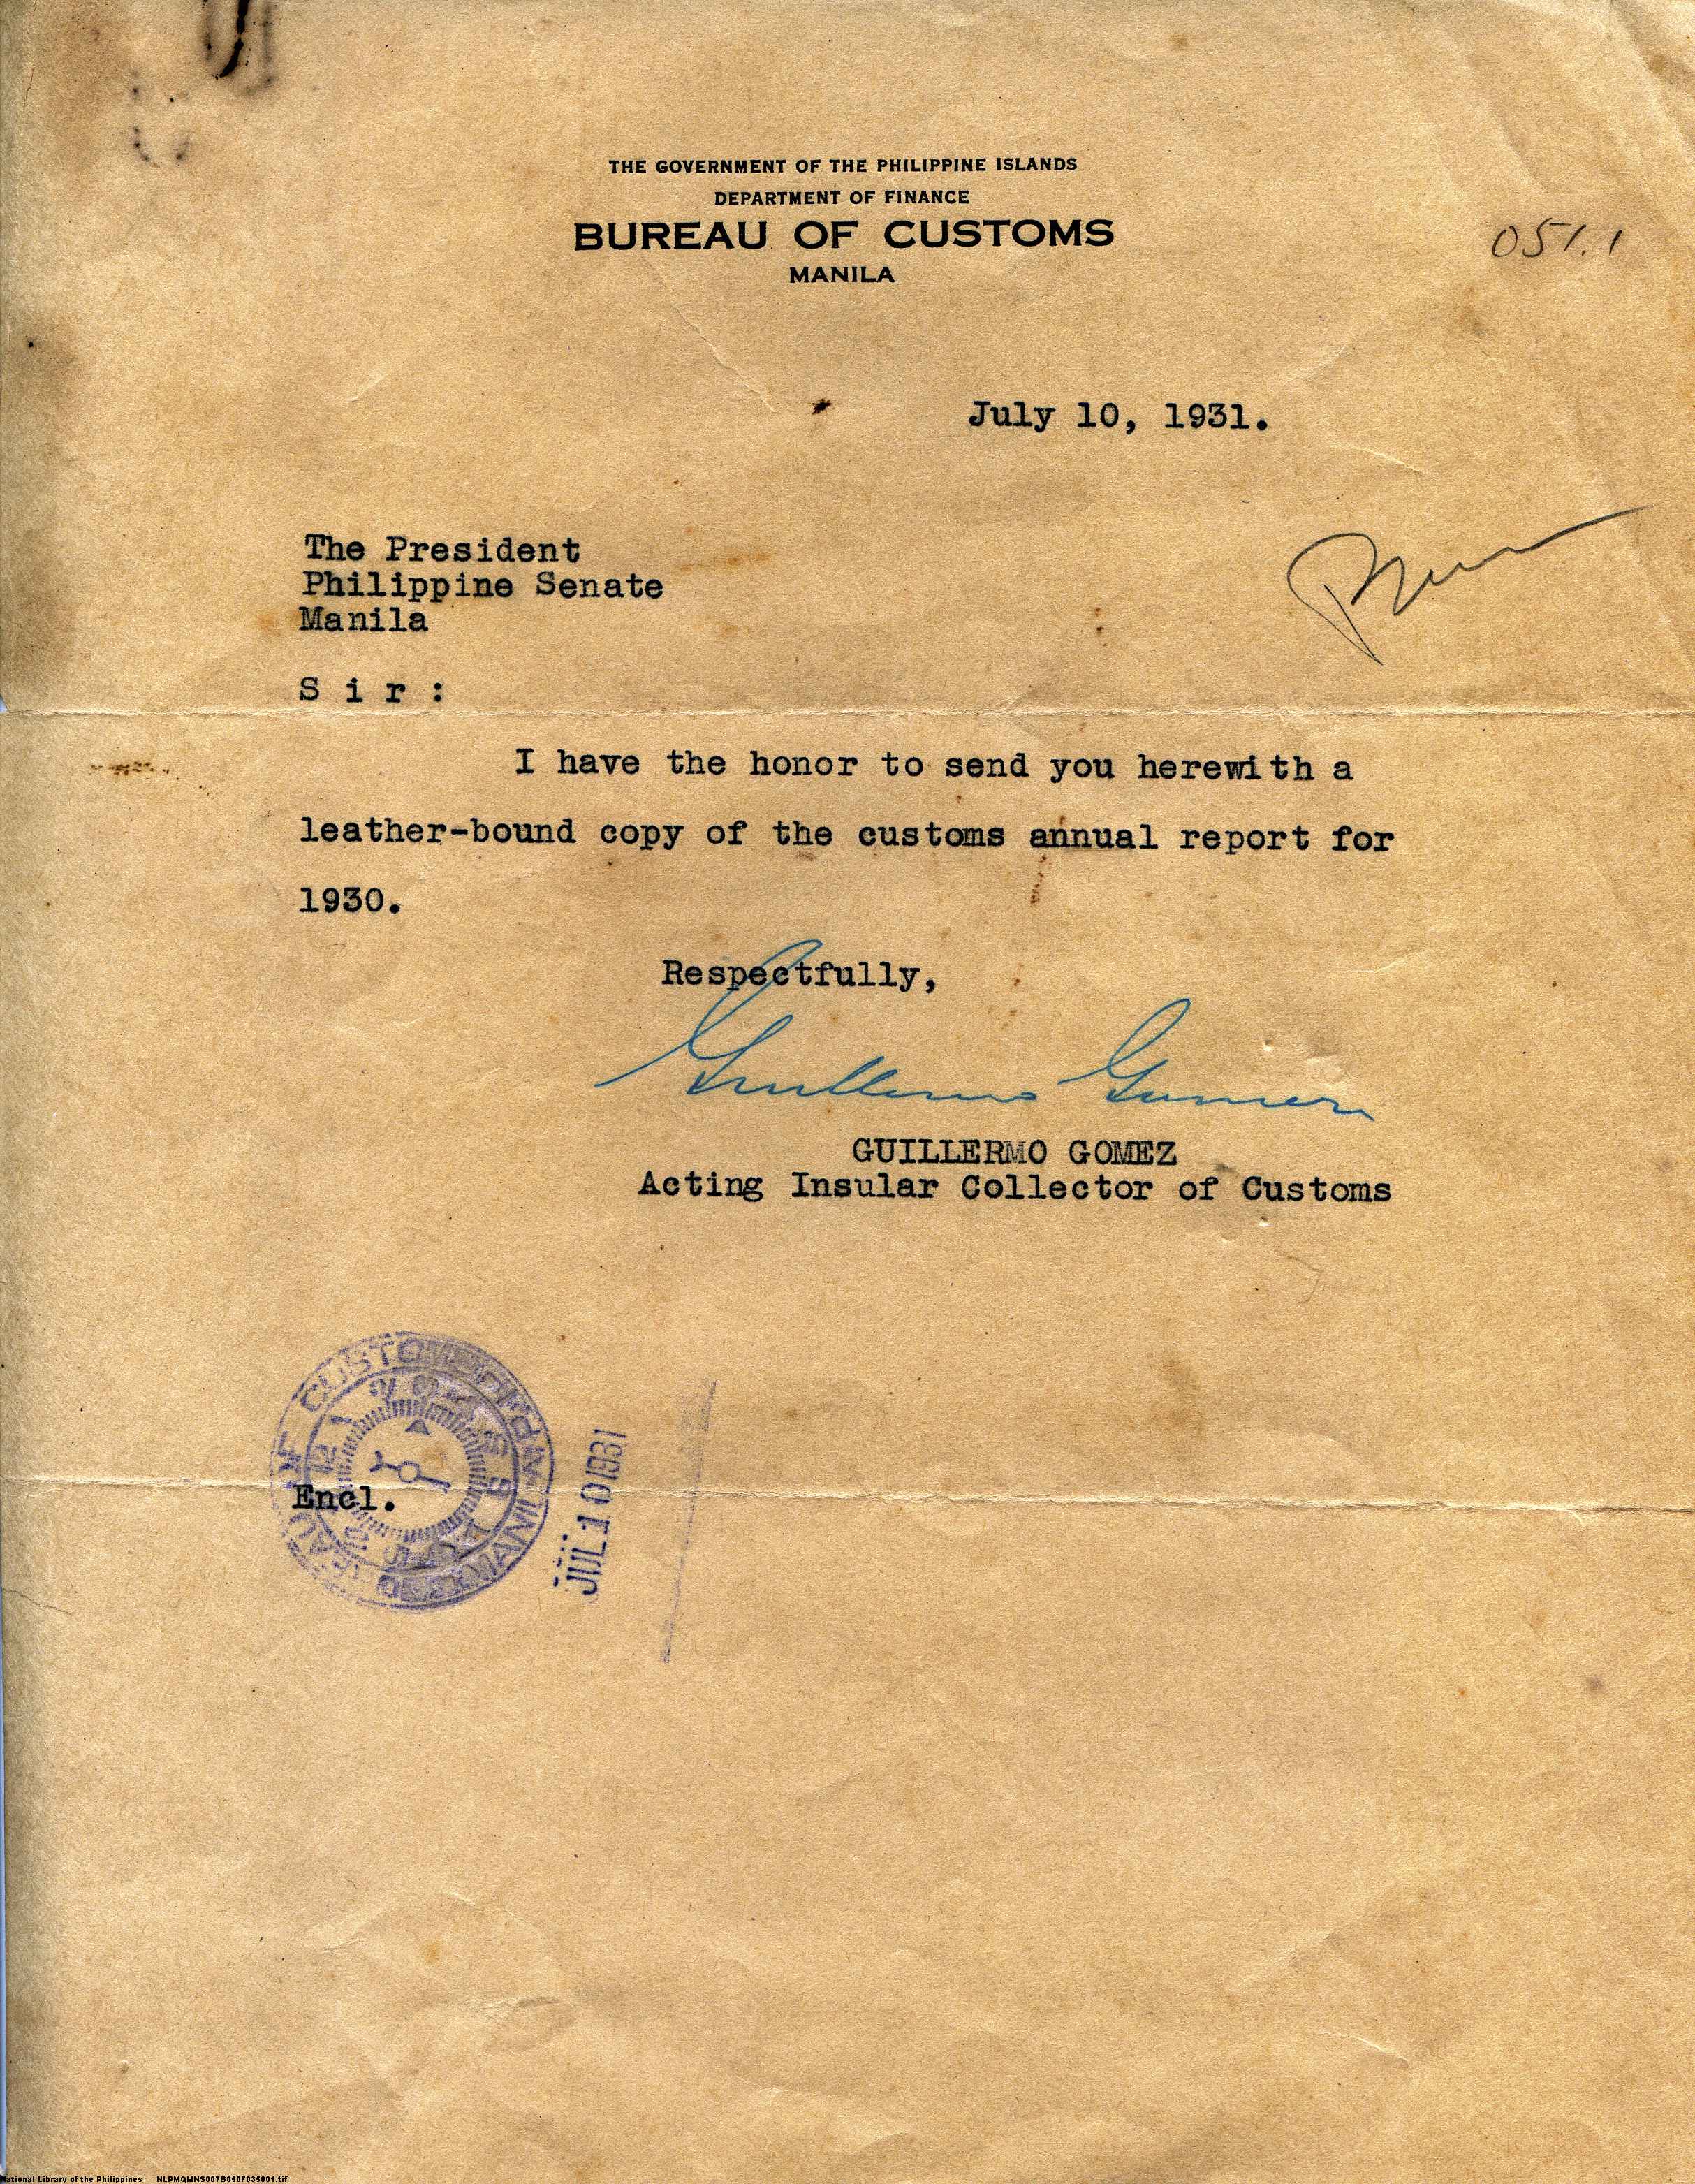 THE GOVERNMENT OF THE PHILIPPINE ISLANDS
DEPARTMENT OF FINANCE
BUREAU OF CUSTOMS
MANILA
051.1
July 10, 1931.
The President
Philippine Senate
Manila
S i r :
I have the honor to send you herewith a
leather-bound copy of the customs annual report for
1930.
Respectfully,
Guillermo Gomez
GUILLERMO GOMEZ
Acting Insular Collector of Customs
CUSTOMS
MANILA
JUL 10 1931
Encl.
National Library of the Philippines NLPMQMNS007B060F035001.tif